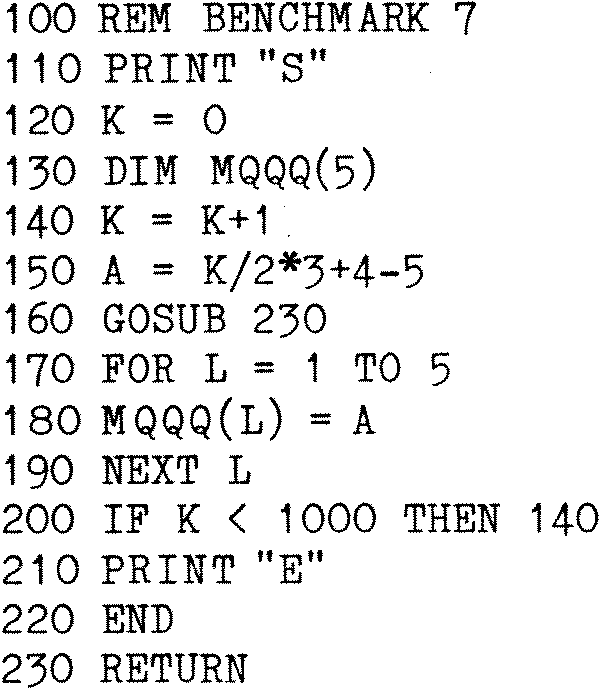 100 REM BENCHMARK 7
110 PRINT "S"
120 K = 0
130 DIM MQQQ(5)
140 K = K+1
150 A = K/2*3+4-5
160 GOSUB 230
170 FOR L = 1 TO 5
180 MQQQ(L) = A
190 NEXT L
200 IF K < 1000 THEN 140
210 PRINT "E"
220 END
230 RETURN